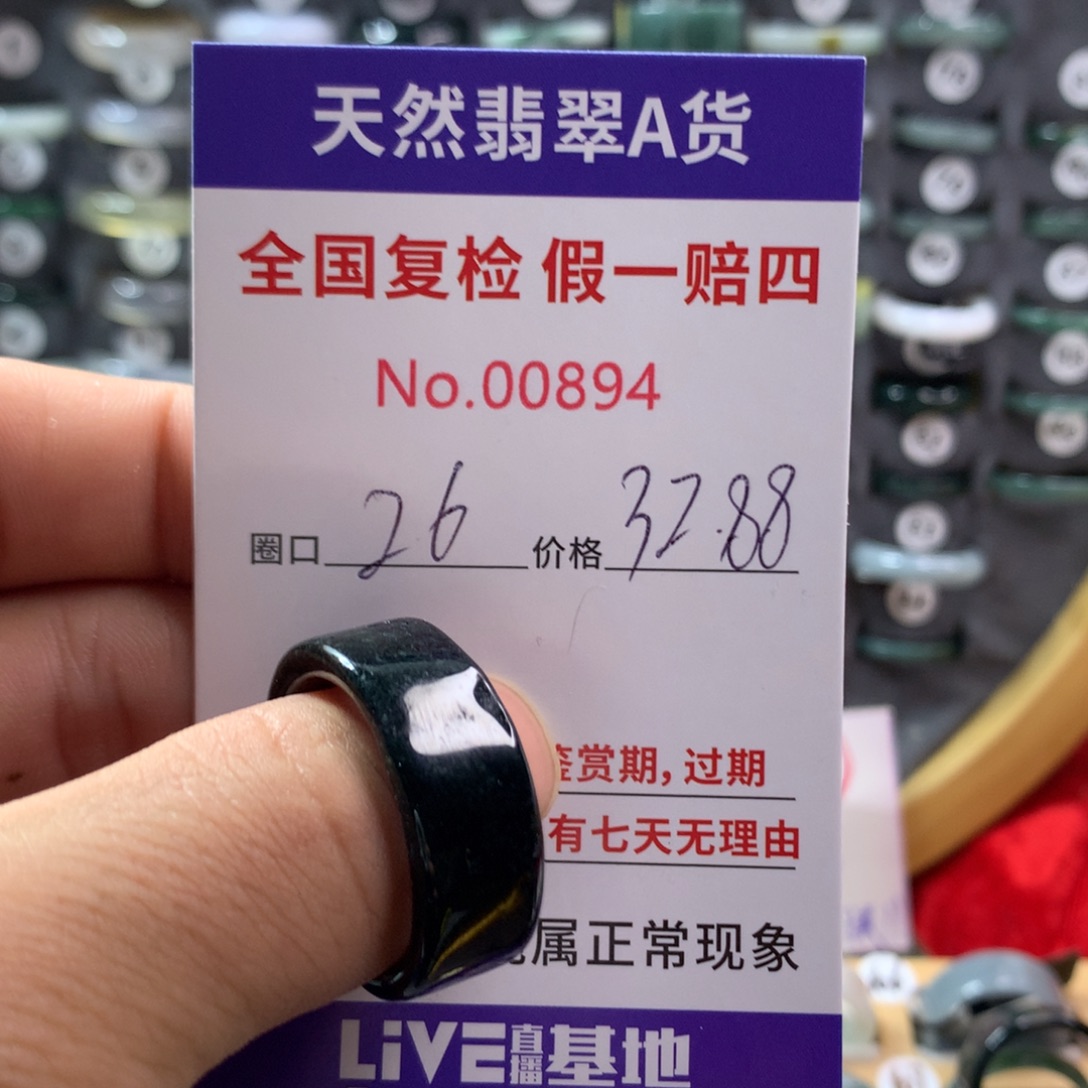 天然翡翠A货
全国复检 假一赔四
No.00894
圈口 26 价格 32.88
鉴赏期，过期
有七天无理由
属正常现象
LiVE直播基地